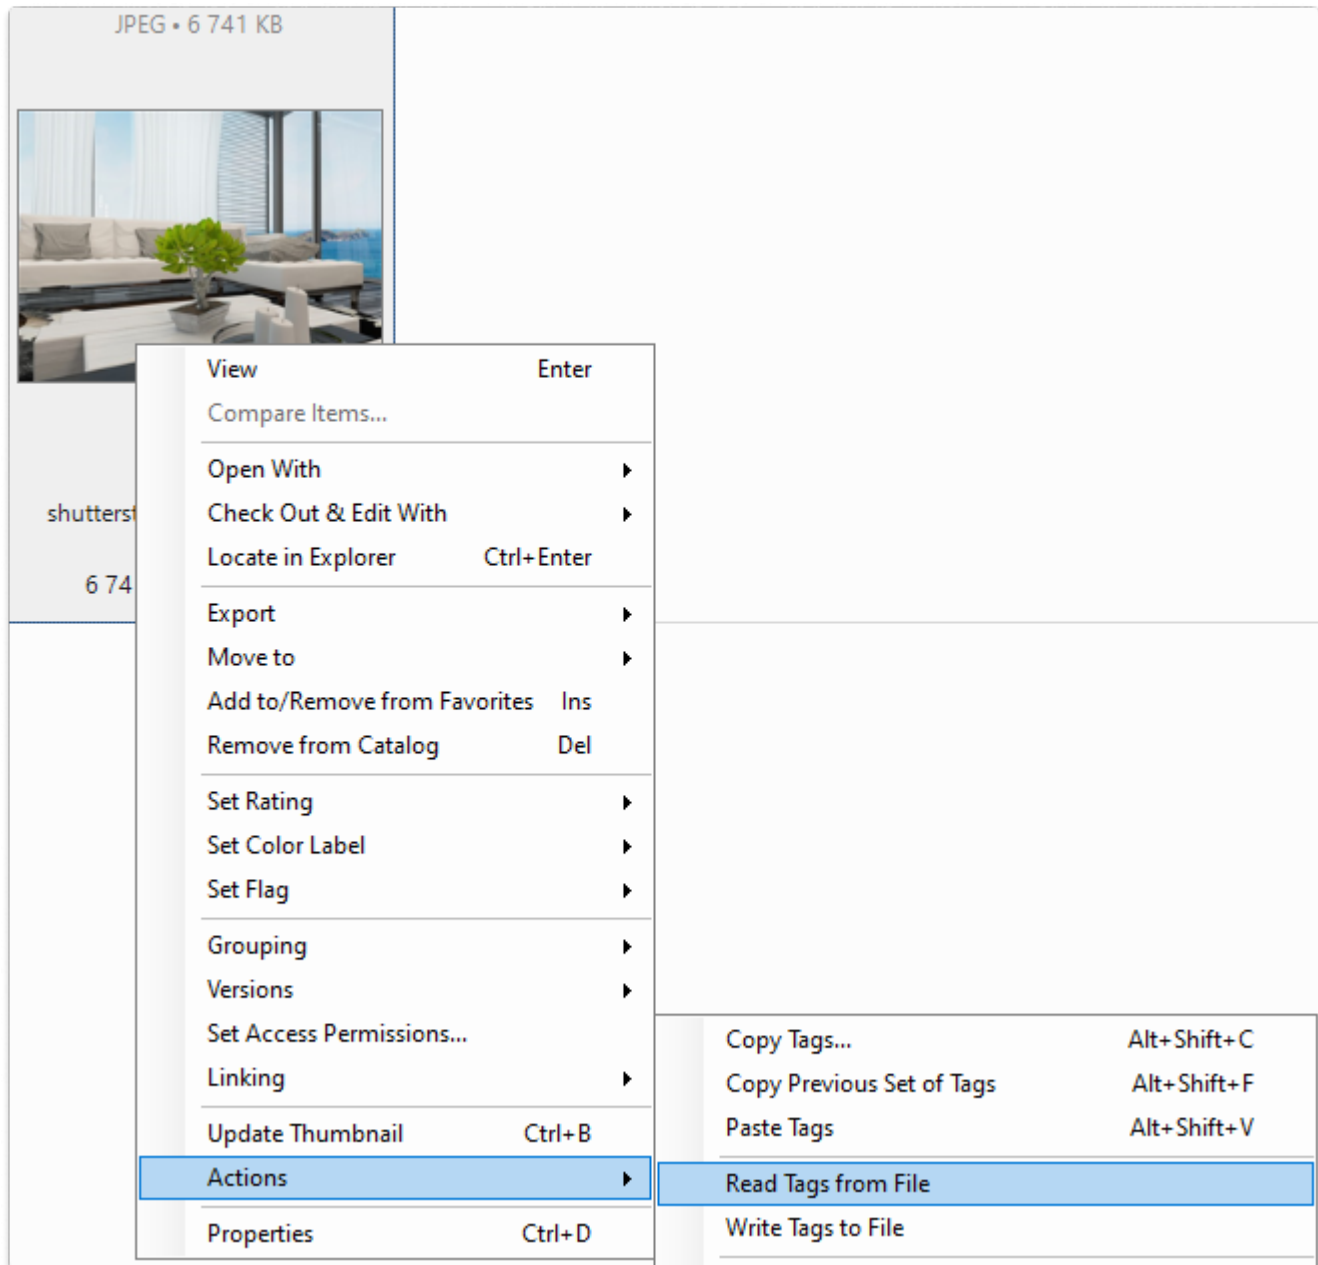 JPEG • 6 741 KB
View Enter
Compare Items...
Open With
shutterst
Check Out & Edit With
Locate in Explorer Ctrl+Enter
6 74
Export
Move to
Add to/Remove from Favorites Ins
Remove from Catalog Del
Set Rating
Set Color Label
Set Flag
Grouping
Versions
Set Access Permissions...
Linking
Update Thumbnail Ctrl+B
Actions
Properties Ctrl+D
Copy Tags... Alt+Shift+C
Copy Previous Set of Tags Alt+Shift+F
Paste Tags Alt+Shift+V
Read Tags from File
Write Tags to File